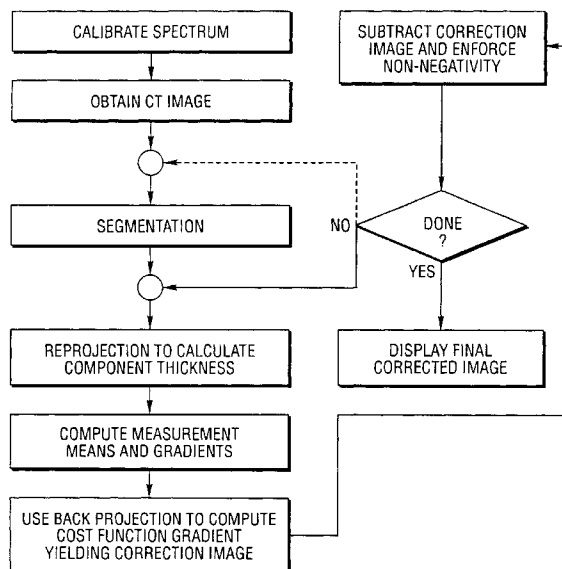 CALIBRATE SPECTRUM
OBTAIN CT IMAGE
SEGMENTATION
REPROJECTION TO CALCULATE
COMPONENT THICKNESS
COMPUTE MEASUREMENT
MEANS AND GRADIENTS
USE BACK PROJECTION TO COMPUTE
COST FUNCTION GRADIENT
YIELDING CORRECTION IMAGE
SUBTRACT CORRECTION
IMAGE AND ENFORCE
NON-NEGATIVITY
NO
DONE
?
YES
DISPLAY FINAL
CORRECTED IMAGE